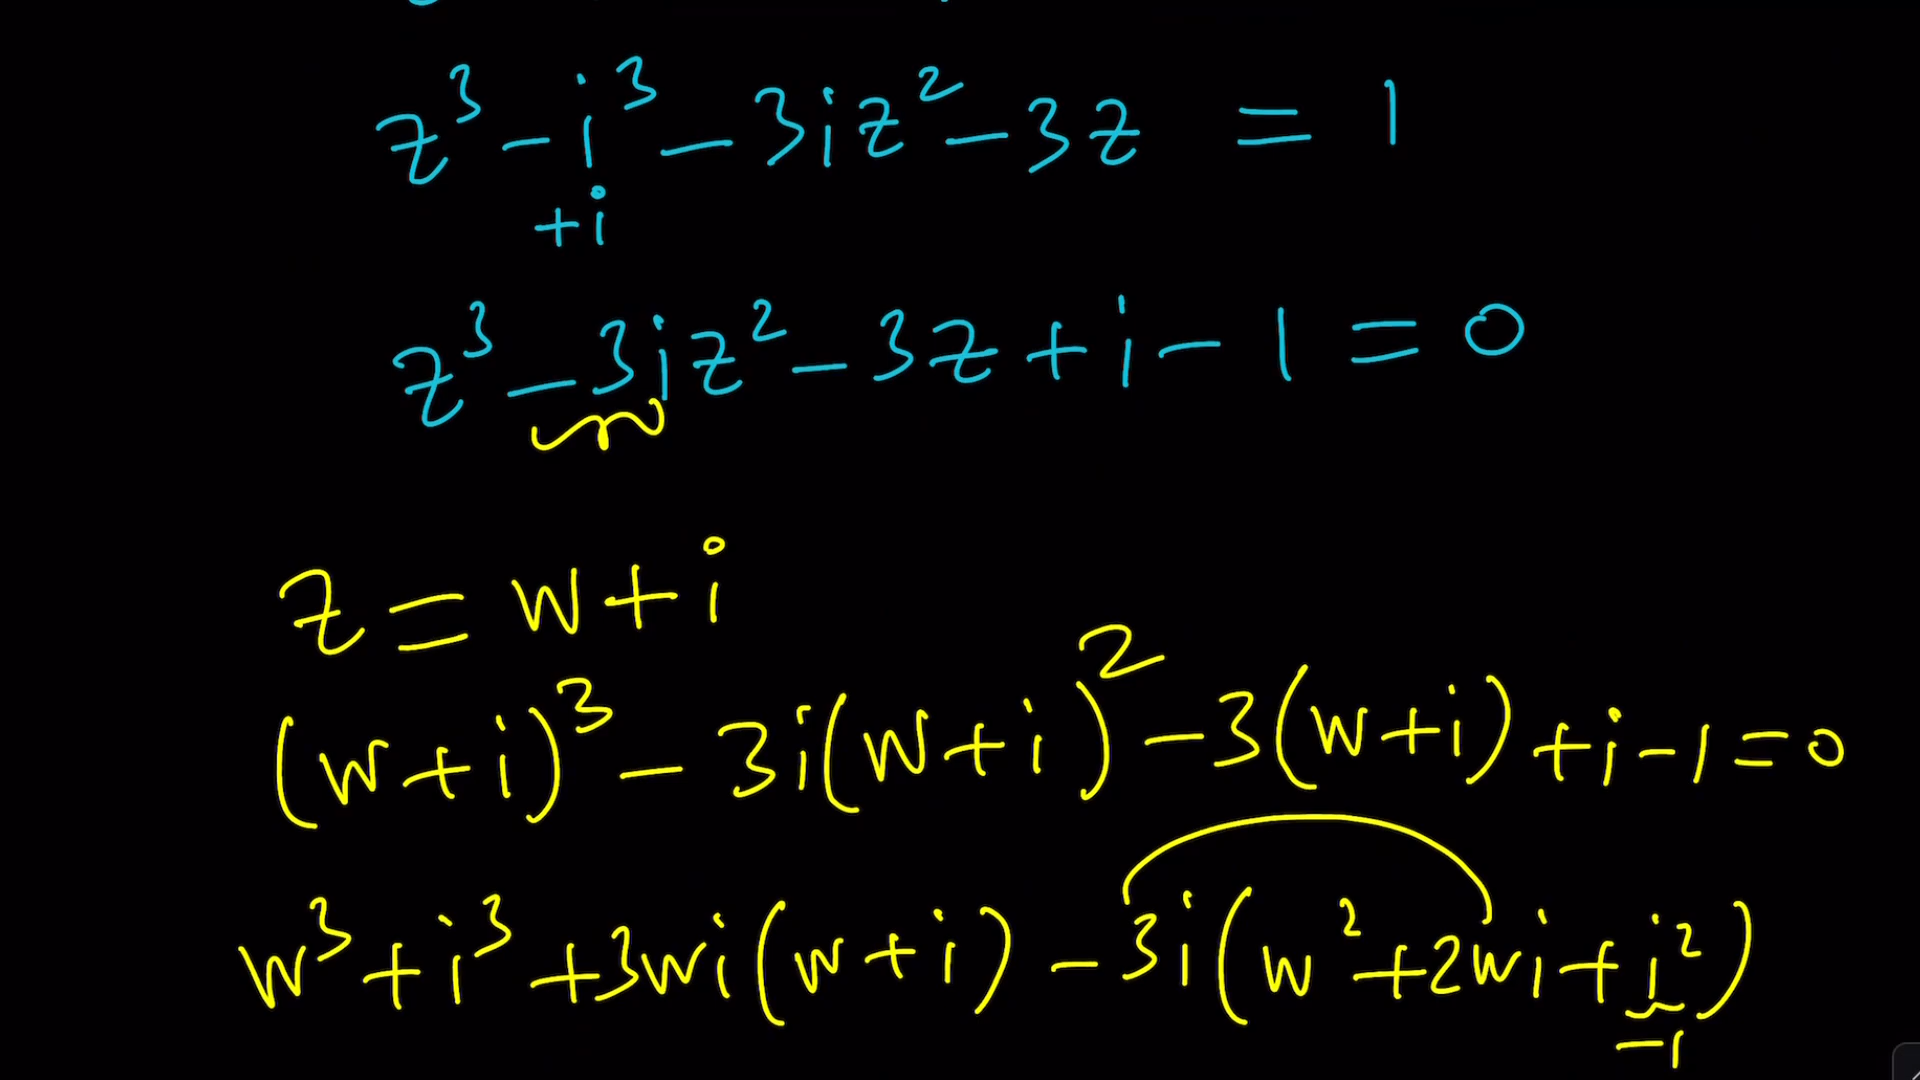 z³ - i³ - 3iz² - 3z = 1
+i
z³ - 3iz² - 3z + i - 1 = 0
z = w + i
(w+i)³ - 3i(w+i)² - 3(w+i) + i - 1 = 0
w³ + i³ + 3wi(w+i) - 3i(w² + 2wi + i²)
-1